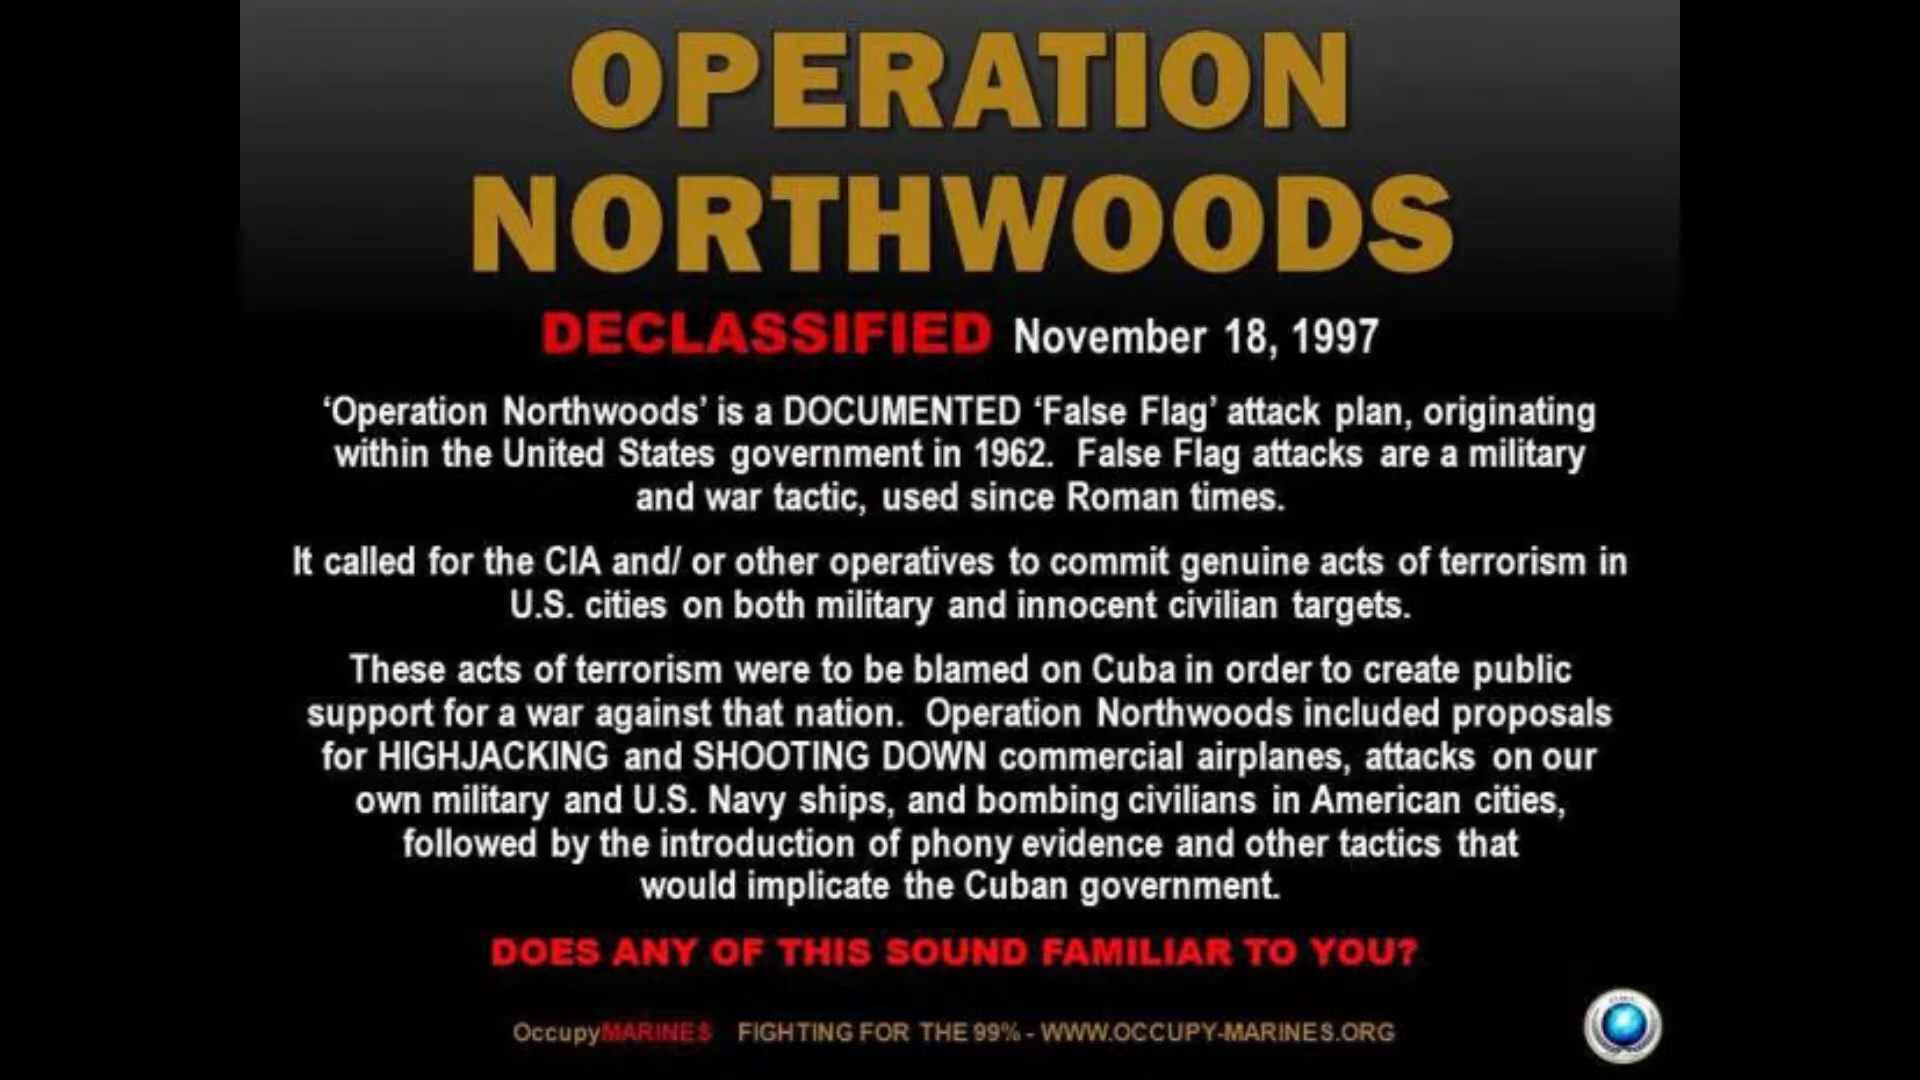 OPERATION
NORTHWOODS
DECLASSIFIED November 18, 1997
‘Operation Northwoods’ is a DOCUMENTED ‘False Flag’ attack plan, originating
within the United States government in 1962. False Flag attacks are a military
and war tactic, used since Roman times.
It called for the CIA and/ or other operatives to commit genuine acts of terrorism in
U.S. cities on both military and innocent civilian targets.
These acts of terrorism were to be blamed on Cuba in order to create public
support for a war against that nation. Operation Northwoods included proposals
for HIGHJACKING and SHOOTING DOWN commercial airplanes, attacks on our
own military and U.S. Navy ships, and bombing civilians in American cities,
followed by the introduction of phony evidence and other tactics that
would implicate the Cuban government.
DOES ANY OF THIS SOUND FAMILIAR TO YOU?
OccupyMARINES FIGHTING FOR THE 99% - WWW.OCCUPY-MARINES.ORG